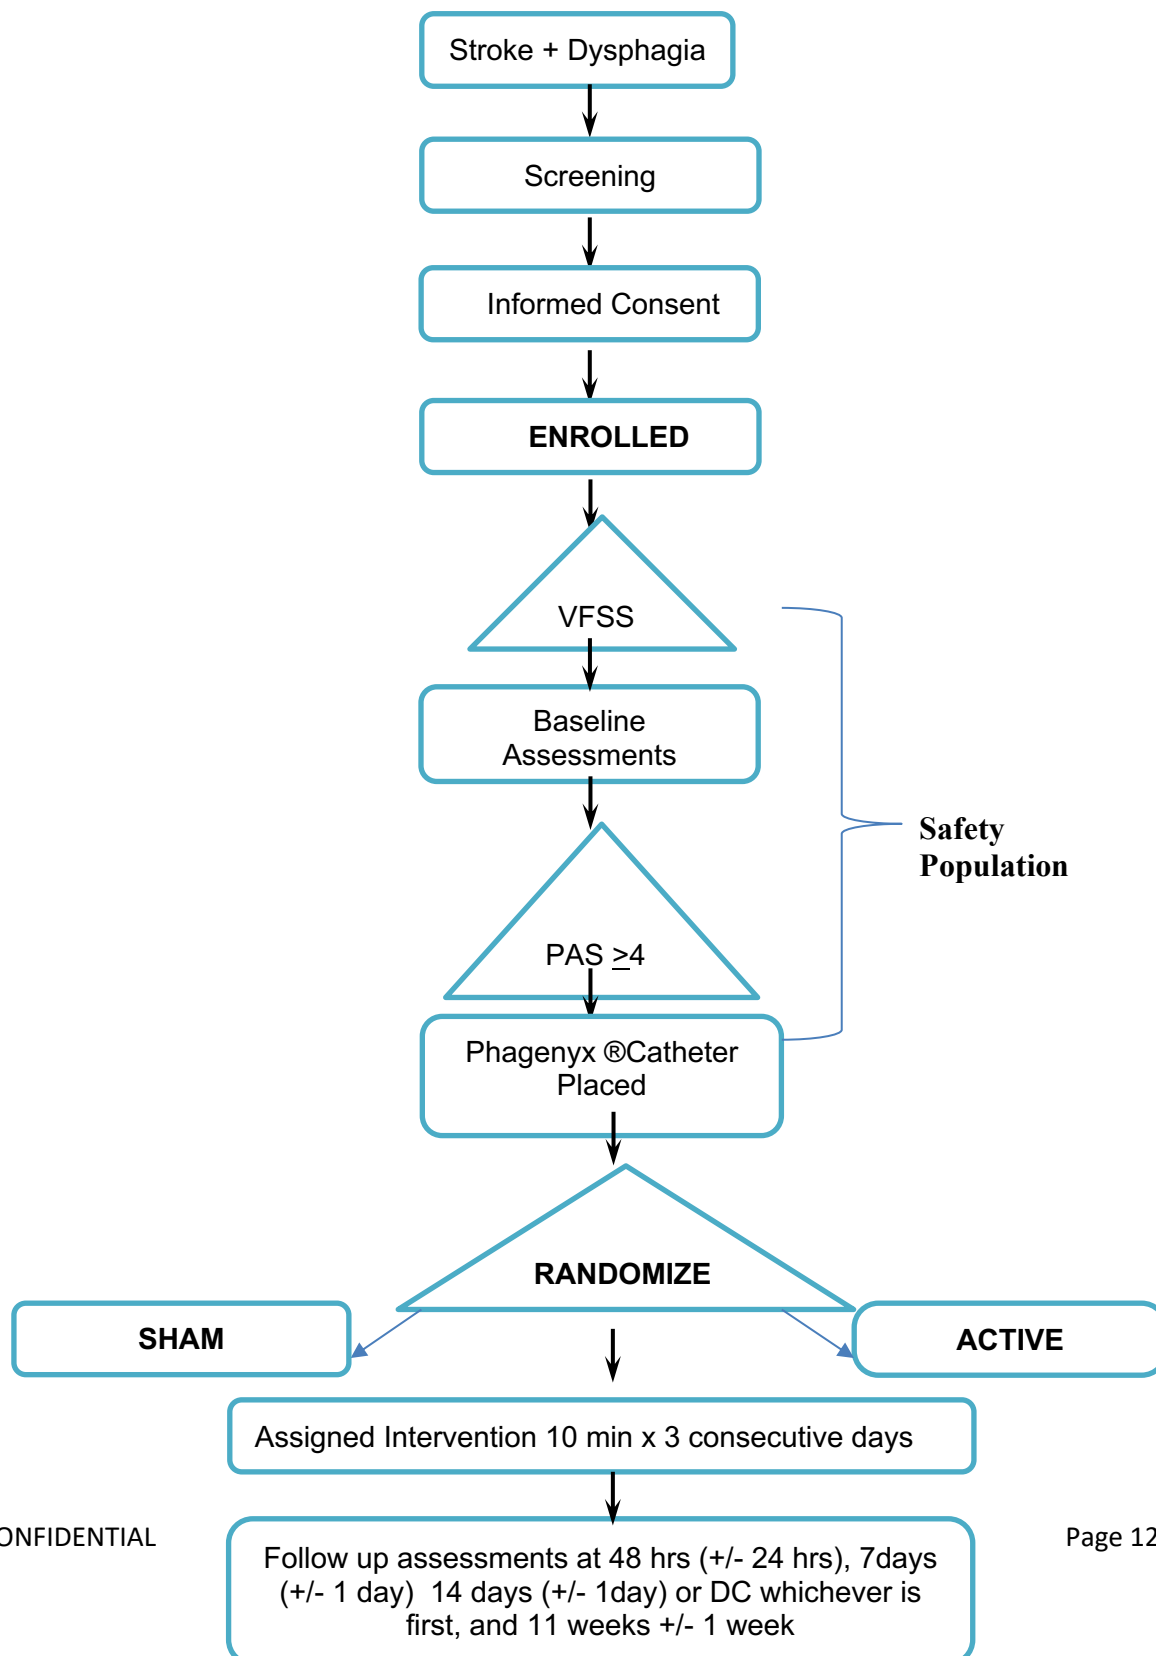 Stroke + Dysphagia
Screening
Informed Consent
ENROLLED
VFSS
Baseline
Assessments
Safety
Population
PAS ≥4
Phagenyx ®Catheter
Placed
RANDOMIZE
SHAM
ACTIVE
Assigned Intervention 10 min x 3 consecutive days
ONFIDENTIAL
Page 12
Follow up assessments at 48 hrs (+/- 24 hrs), 7days
(+/- 1 day)  14 days (+/- 1day) or DC whichever is
first, and 11 weeks +/- 1 week